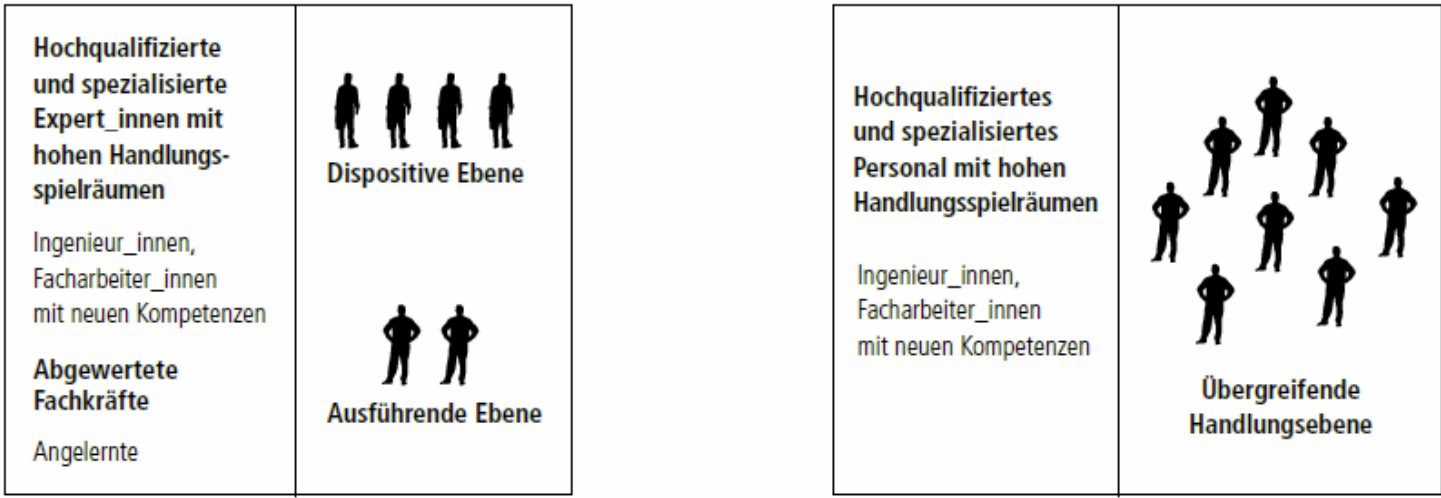 Hochqualifizierte
und spezialisierte
Expert_innen mit
hohen Handlungs-
spielräumen
Ingenieur_innen,
Facharbeiter_innen
mit neuen Kompetenzen
Abgewertete
Fachkräfte
Angelernte
Dispositive Ebene
Ausführende Ebene
Hochqualifiziertes
und spezialisiertes
Personal mit hohen
Handlungsspielräumen
Ingenieur_innen,
Facharbeiter_innen
mit neuen Kompetenzen
Übergreifende
Handlungsebene